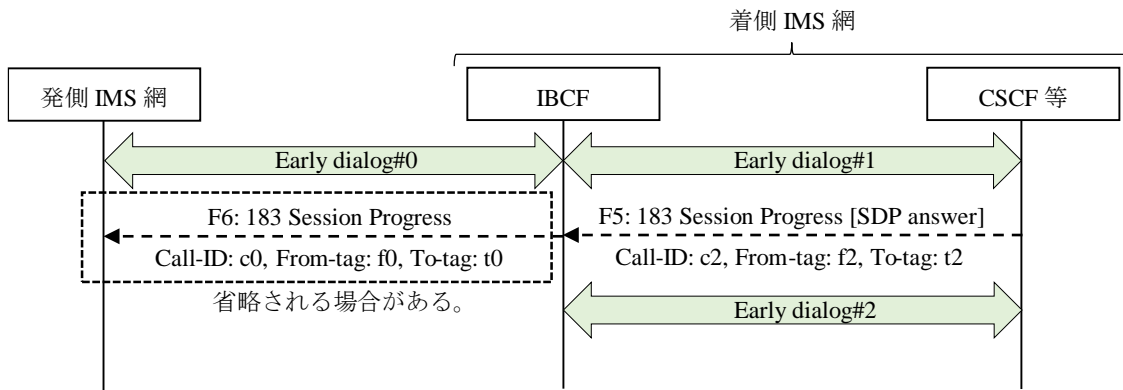 着側 IMS 網
発側 IMS 網
IBCF
CSCF 等
Early dialog#0
Early dialog#1
F6: 183 Session Progress
F5: 183 Session Progress [SDP answer]
Call-ID: c0, From-tag: f0, To-tag: t0
Call-ID: c2, From-tag: f2, To-tag: t2
省略される場合がある。
Early dialog#2